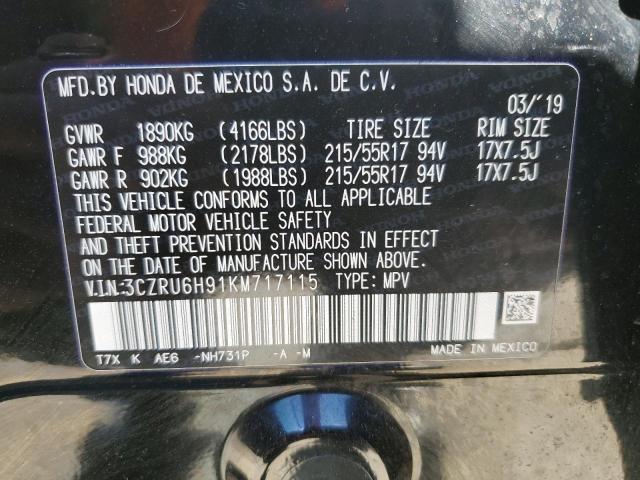 MFD.BY HONDA DE MEXICO S.A. DE C.V.
03/'19
GVWR 1890KG (4166LBS) TIRE SIZE RIM SIZE
GAWR F 988KG (2178LBS) 215/55R17 94V 17X7.5J
GAWR R 902KG (1988LBS) 215/55R17 94V 17X7.5J
THIS VEHICLE CONFORMS TO ALL APPLICABLE
FEDERAL MOTOR VEHICLE SAFETY
AND THEFT PREVENTION STANDARDS IN EFFECT
ON THE DATE OF MANUFACTURE SHOWN ABOVE.
V.I.N:3CZRU6H91KM717115 TYPE: MPV
T7X K AE6 -NH731P -A -M MADE IN MEXICO